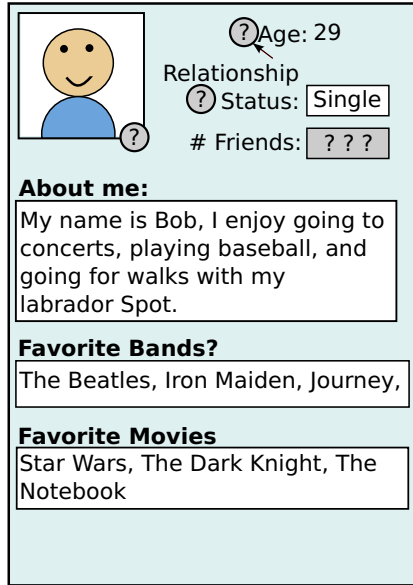 ? Age: 29
Relationship
? Status: Single
?
# Friends: ? ? ?
About me:
My name is Bob, I enjoy going to
concerts, playing baseball, and
going for walks with my
labrador Spot.
Favorite Bands?
The Beatles, Iron Maiden, Journey,
Favorite Movies
Star Wars, The Dark Knight, The
Notebook